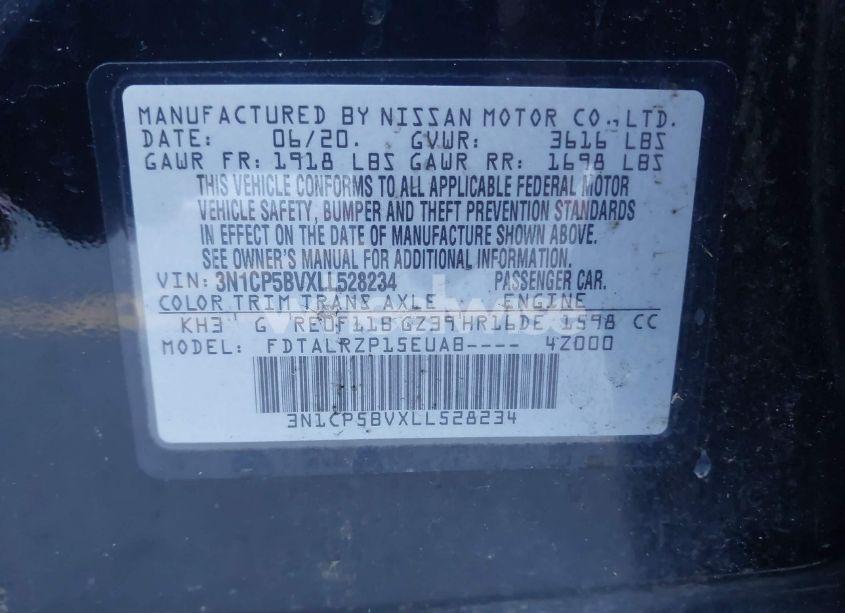 MANUFACTURED BY NISSAN MOTOR CO., LTD.
DATE: 06/20. GVWR: 3616 LBS
GAWR FR: 1918 LBS GAWR RR: 1698 LBS
THIS VEHICLE CONFORMS TO ALL APPLICABLE FEDERAL MOTOR
VEHICLE SAFETY, BUMPER AND THEFT PREVENTION STANDARDS
IN EFFECT ON THE DATE OF MANUFACTURE SHOWN ABOVE.
SEE OWNER'S MANUAL FOR ADDITIONAL INFORMATION.
VIN: 3N1CP5BVXLL528234 PASSENGER CAR.
COLOR TRIM TRANS AXLE ENGINE
KH3 G RE0F11B GZ39 HR16DE 1598 CC
MODEL: FDTALRZP15EUAB---- 4Z000
3N1CP5BVXLL528234